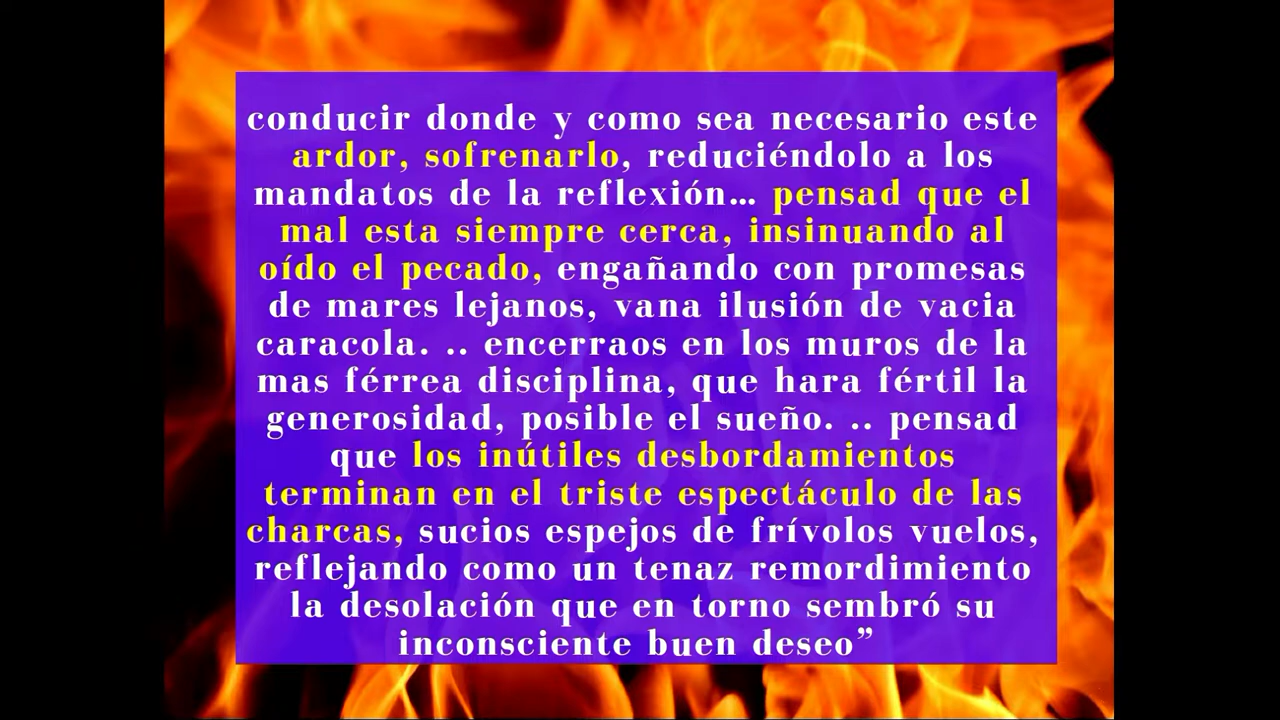 conducir donde y como sea necesario este
ardor, sofrenarlo, reduciéndolo a los
mandatos de la reflexión... pensad que el
mal esta siempre cerca, insinuando al
oído el pecado, engañando con promesas
de mares lejanos, vana ilusión de vacia
caracola. .. encerraos en los muros de la
mas férrea disciplina, que hara fértil la
generosidad, posible el sueño. .. pensad
que los inútiles desbordamientos
terminan en el triste espectáculo de las
charcas, sucios espejos de frívolos vuelos,
reflejando como un tenaz remordimiento
la desolación que en torno sembró su
inconsciente buen deseo”